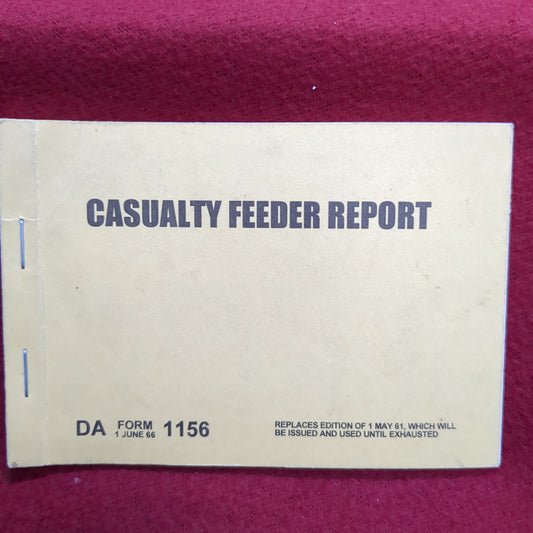 CASUALTY FEEDER REPORT
DA FORM 1 JUNE 66 1156
REPLACES EDITION OF 1 MAY 61, WHICH WILL
BE ISSUED AND USED UNTIL EXHAUSTED